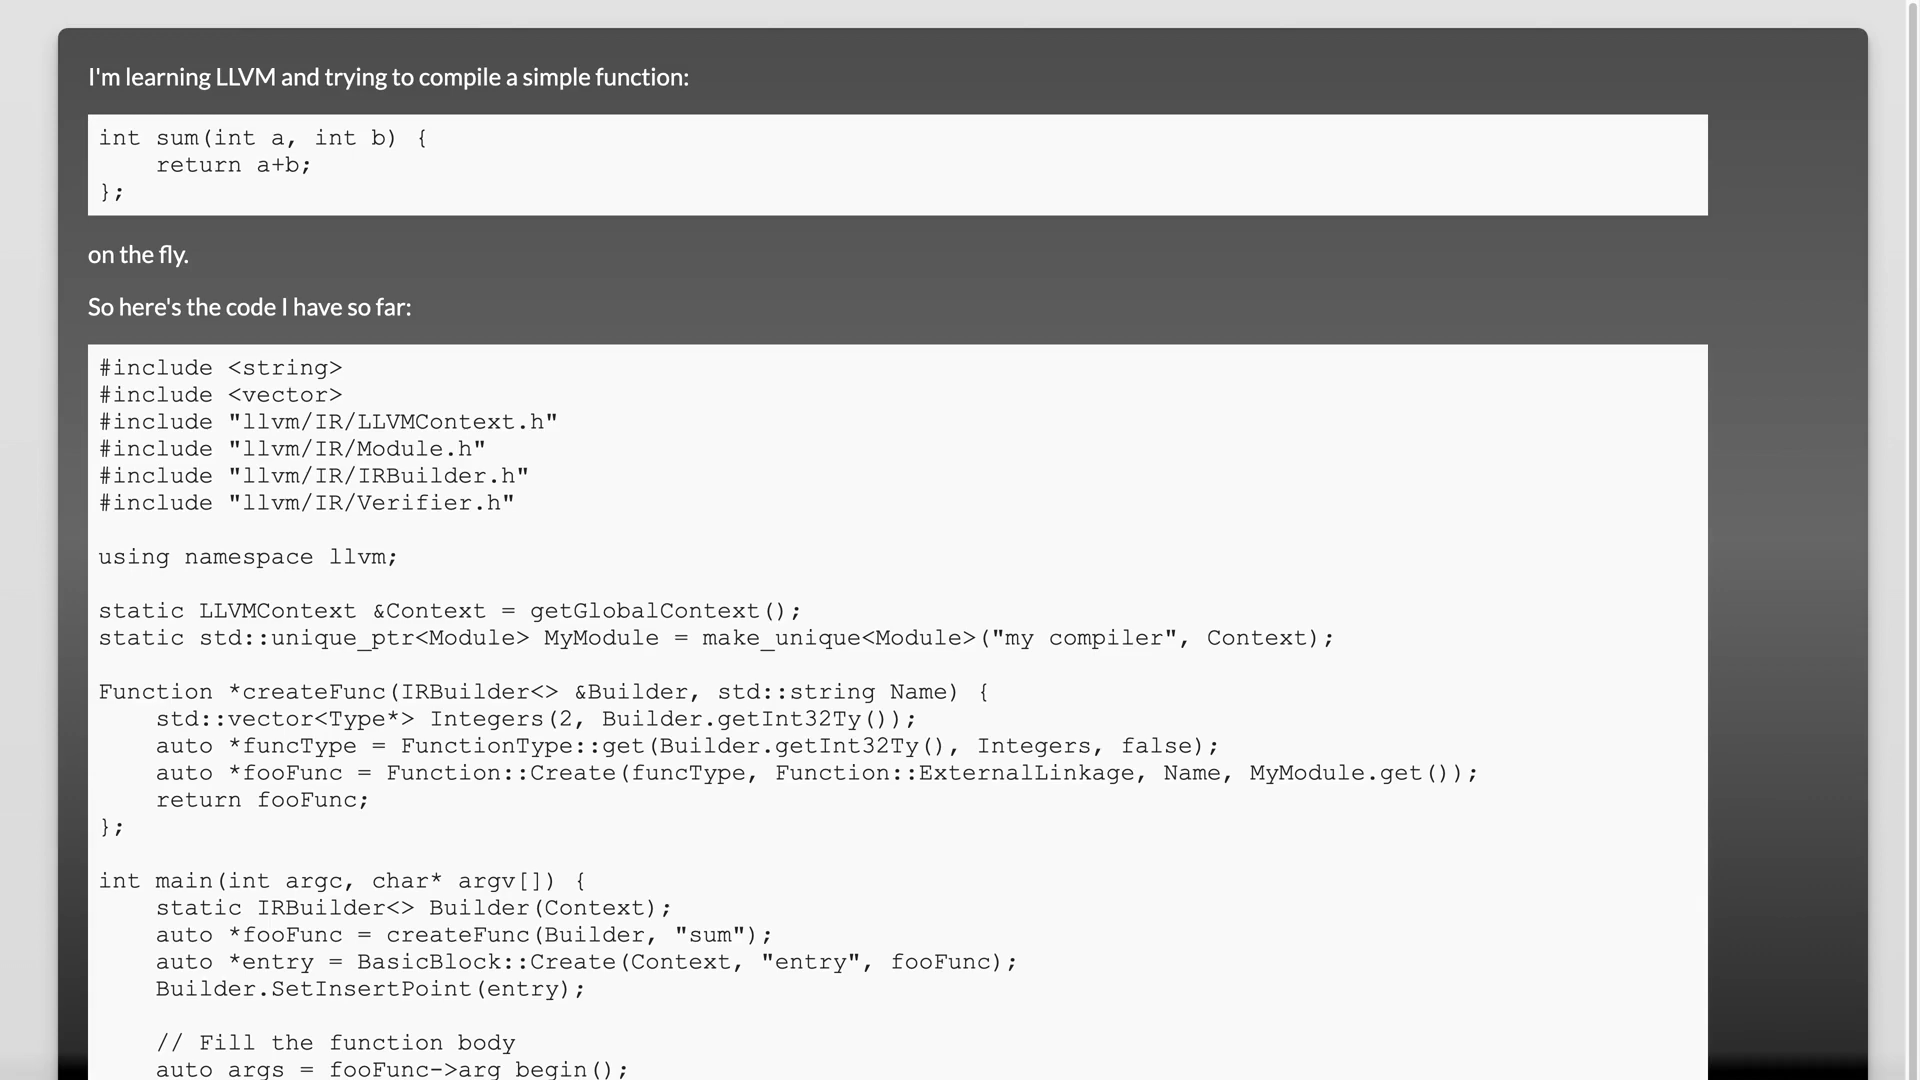 I'm learning LLVM and trying to compile a simple function:
int sum(int a, int b) {
    return a+b;
};
on the fly.
So here's the code I have so far:
#include <string>
#include <vector>
#include "llvm/IR/LLVMContext.h"
#include "llvm/IR/Module.h"
#include "llvm/IR/IRBuilder.h"
#include "llvm/IR/Verifier.h"
using namespace llvm;
static LLVMContext &Context = getGlobalContext();
static std::unique_ptr<Module> MyModule = make_unique<Module>("my compiler", Context);
Function *createFunc(IRBuilder<> &Builder, std::string Name) {
    std::vector<Type*> Integers(2, Builder.getInt32Ty());
    auto *funcType = FunctionType::get(Builder.getInt32Ty(), Integers, false);
    auto *fooFunc = Function::Create(funcType, Function::ExternalLinkage, Name, MyModule.get());
    return fooFunc;
};
int main(int argc, char* argv[]) {
    static IRBuilder<> Builder(Context);
    auto *fooFunc = createFunc(Builder, "sum");
    auto *entry = BasicBlock::Create(Context, "entry", fooFunc);
    Builder.SetInsertPoint(entry);
    // Fill the function body
    auto args = fooFunc->arg_begin();